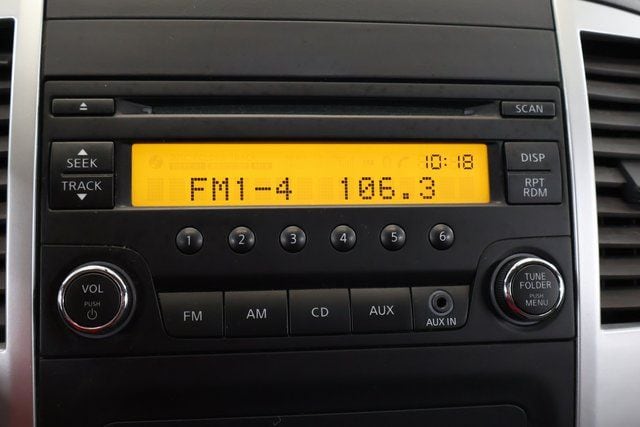 SCAN
SEEK
TRACK
10:18
FM1-4 106.3
DISP
RPT
RDM
1 2 3 4 5 6
VOL
PUSH
FM AM CD AUX
AUX IN
TUNE
FOLDER
PUSH
MENU